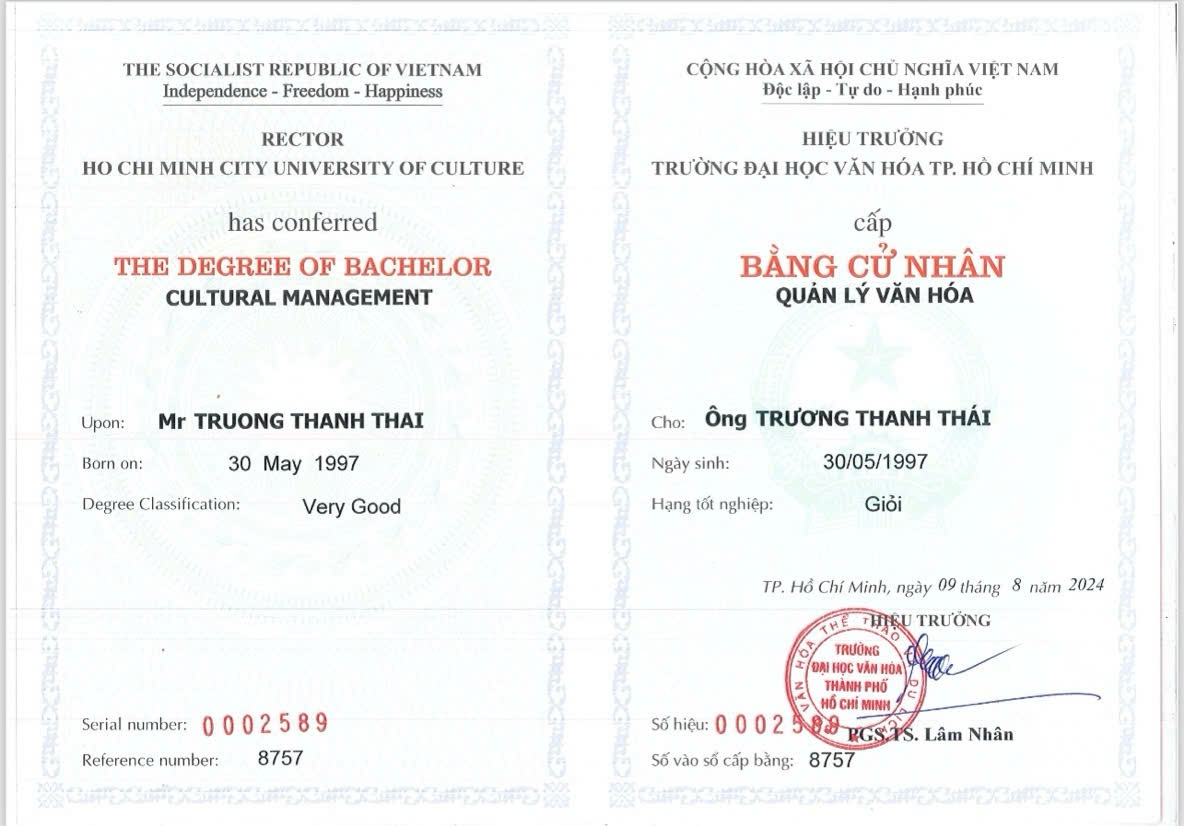 THE SOCIALIST REPUBLIC OF VIETNAM
Independence - Freedom - Happiness
RECTOR
HO CHI MINH CITY UNIVERSITY OF CULTURE
has conferred
THE DEGREE OF BACHELOR
CULTURAL MANAGEMENT
Upon: Mr TRUONG THANH THAI
Born on: 30 May 1997
Degree Classification: Very Good
Serial number: 0002589
Reference number: 8757
CỘNG HÒA XÃ HỘI CHỦ NGHĨA VIỆT NAM
Độc lập - Tự do - Hạnh phúc
HIỆU TRƯỞNG
TRƯỜNG ĐẠI HỌC VĂN HÓA TP. HỒ CHÍ MINH
cấp
BẰNG CỬ NHÂN
QUẢN LÝ VĂN HÓA
Cho: Ông TRƯƠNG THANH THÁI
Ngày sinh: 30/05/1997
Hạng tốt nghiệp: Giỏi
TP. Hồ Chí Minh, ngày 09 tháng 8 năm 2024
HIỆU TRƯỞNG
VĂN HÓA THỂ THAO DU LỊCH
TRƯỜNG
ĐẠI HỌC VĂN HÓA
THÀNH PHỐ
HỒ CHÍ MINH
Số hiệu: 0002589
PGS.TS. Lâm Nhân
Số vào sổ cấp bằng: 8757